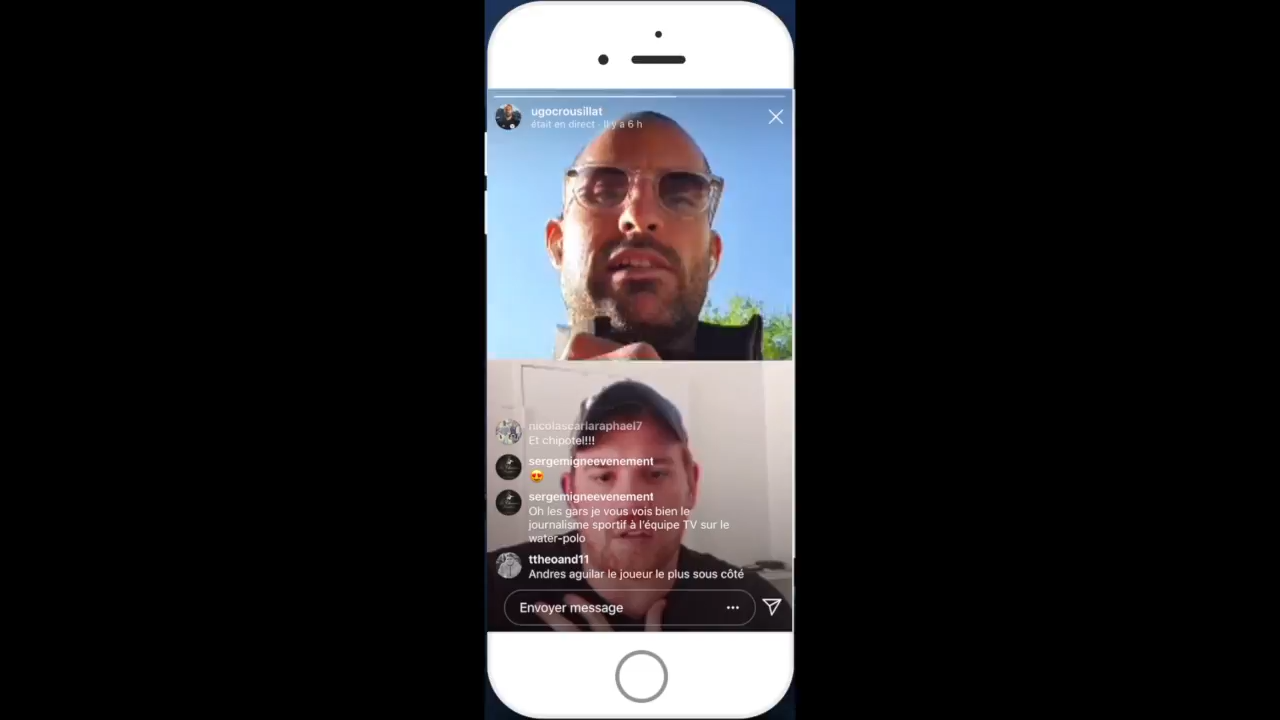 ugocrousillat
était en direct · Il y a 6 h
nicolascarlaraphael7
Et chipotel!!!
sergemigneevenement
😍
sergemigneevenement
Oh les gars je vous vois bien le
journalisme sportif à l'équipe TV sur le
water-polo
ttheoand11
Andres aguilar le joueur le plus sous côté
Envoyer message